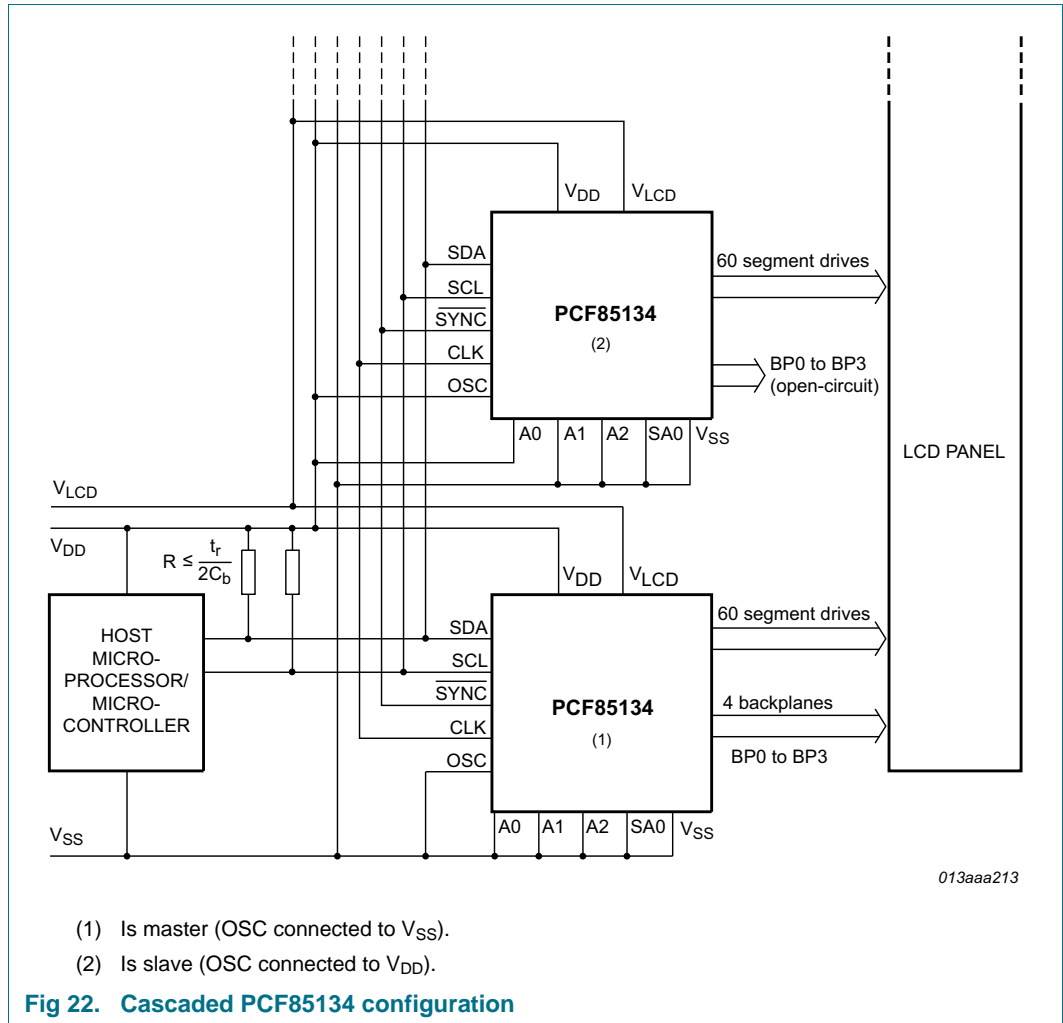 VDD
VLCD
SDA
SCL
SYNC
CLK
OSC
PCF85134
(2)
60 segment drives
BP0 to BP3
(open-circuit)
A0
A1
A2
SA0
VSS
LCD PANEL
VLCD
VDD
R ≤ tr
2Cb
HOST
MICRO-
PROCESSOR/
MICRO-
CONTROLLER
VSS
VDD
VLCD
SDA
SCL
SYNC
CLK
OSC
PCF85134
(1)
60 segment drives
4 backplanes
BP0 to BP3
A0
A1
A2
SA0
VSS
013aaa213
(1) Is master (OSC connected to VSS).
(2) Is slave (OSC connected to VDD).
Fig 22. Cascaded PCF85134 configuration